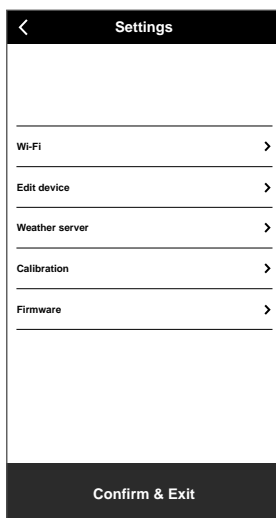 Settings
Wi-Fi
Edit device
Weather server
Calibration
Firmware
Confirm & Exit